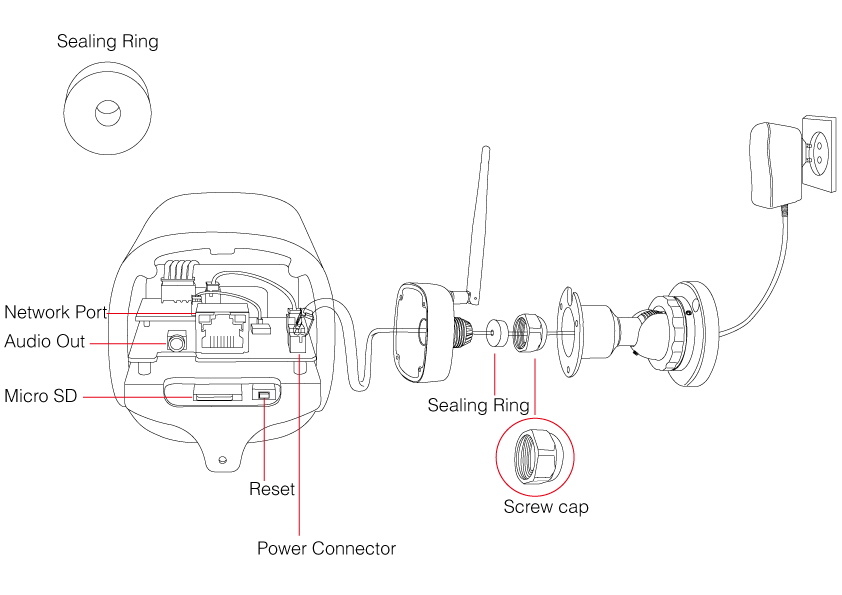 Sealing Ring
Network Port
Audio Out
Micro SD
Sealing Ring
Reset
Screw cap
Power Connector